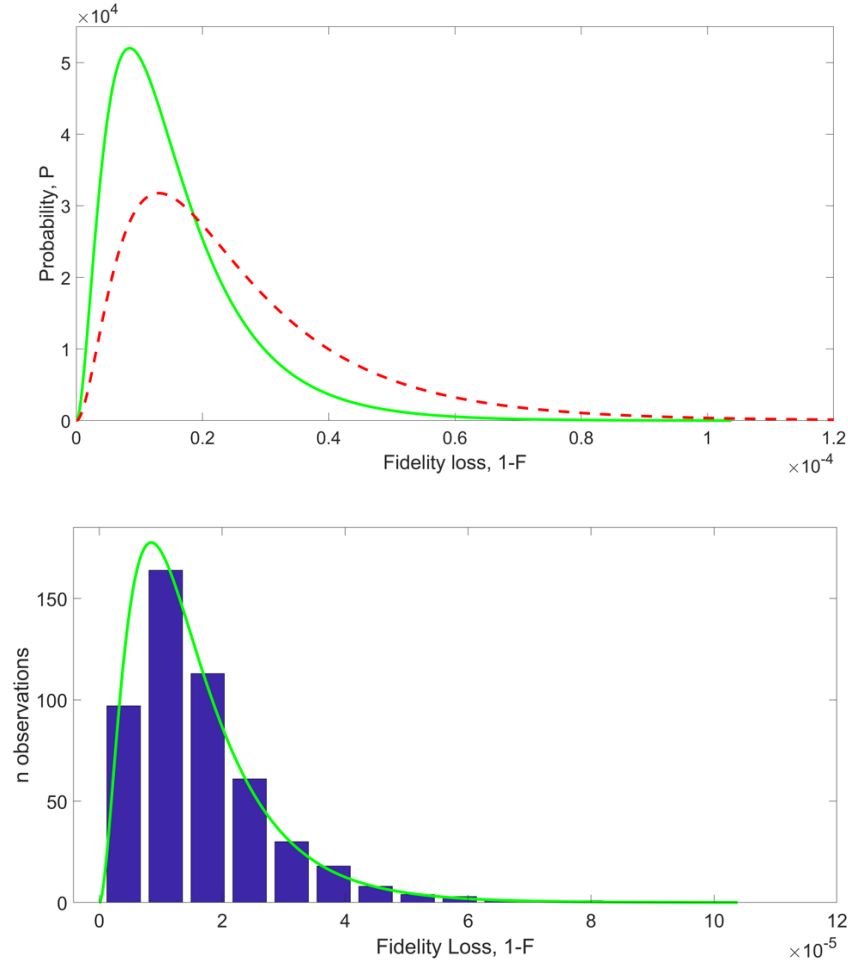 ×10⁴
5
4
3
2
1
0
Probability, P
0 0.2 0.4 0.6 0.8 1 1.2
Fidelity loss, 1-F
×10⁻⁴
150
100
50
0
n observations
0 2 4 6 8 10 12
Fidelity Loss, 1-F
×10⁻⁵